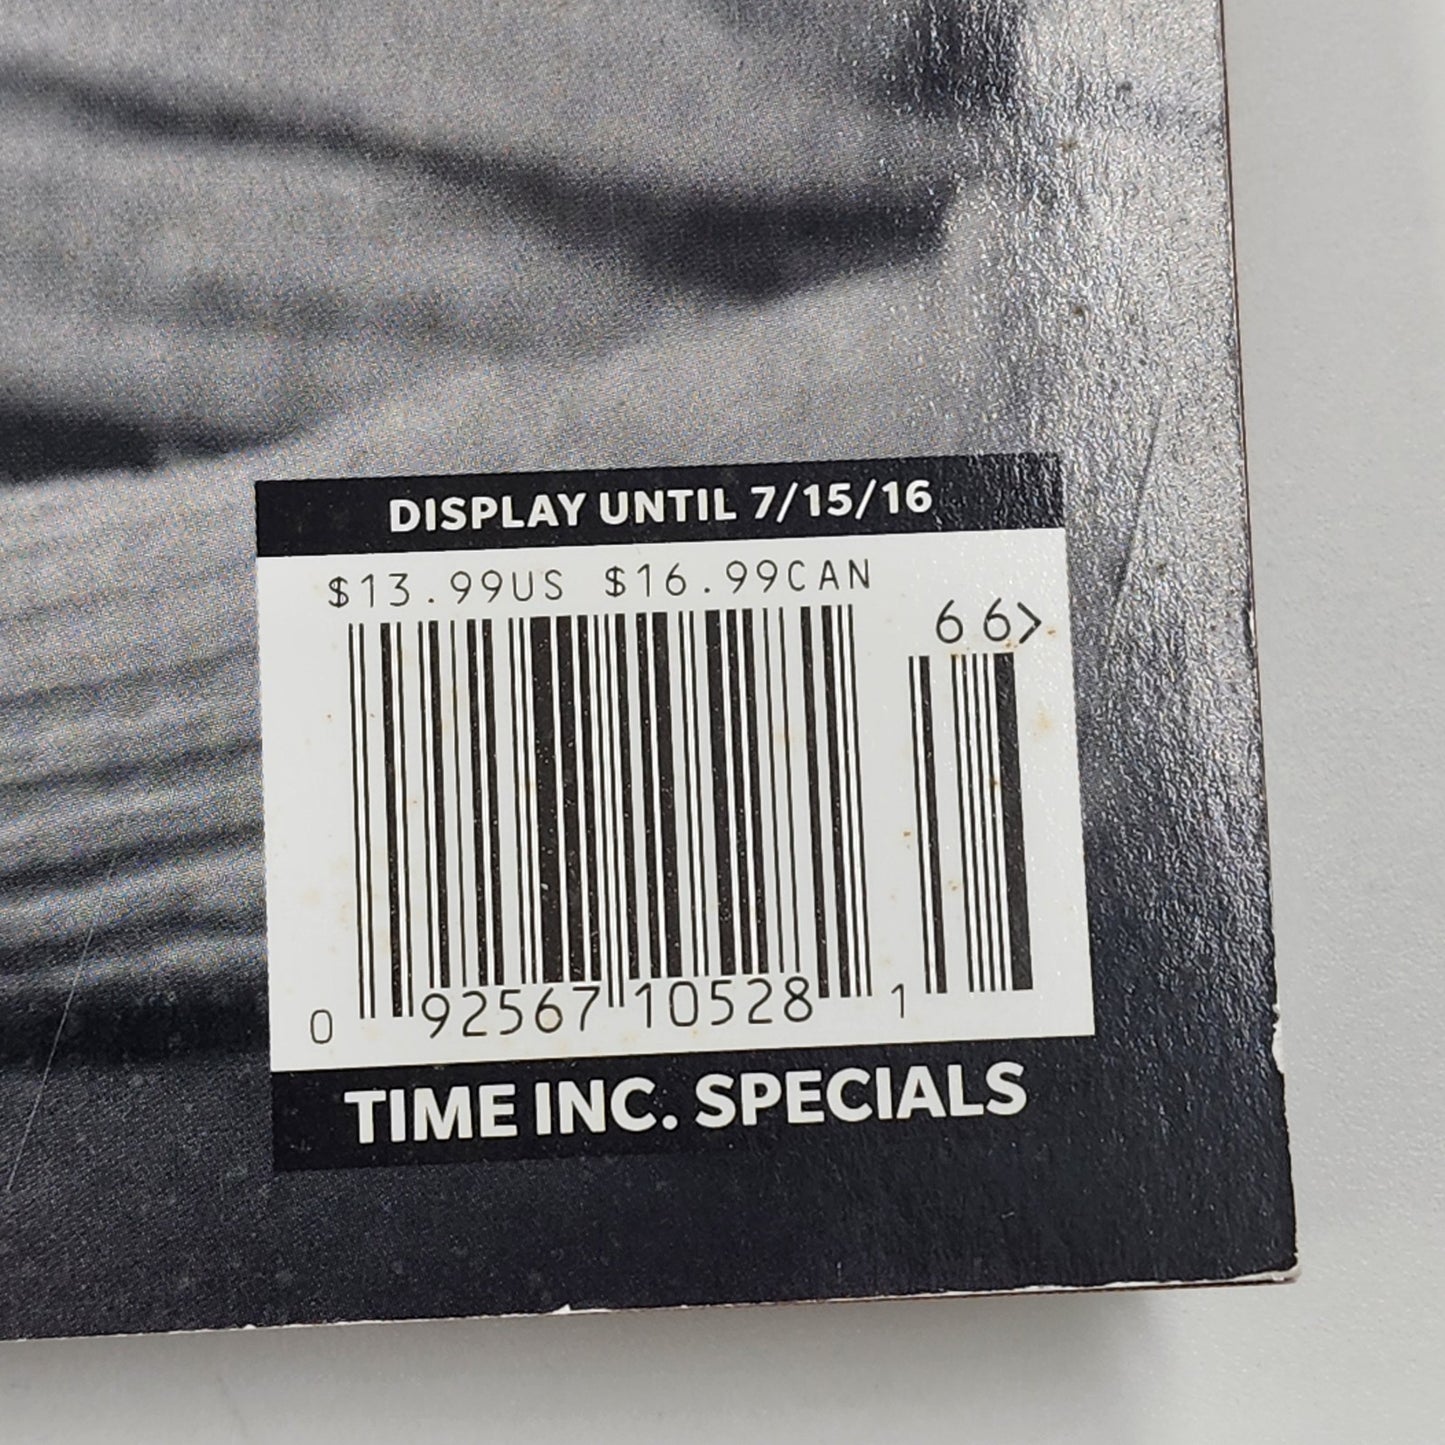 DISPLAY UNTIL 7/15/16
$13.99US $16.99CAN
66>
0 92567 10528 1
TIME INC. SPECIALS